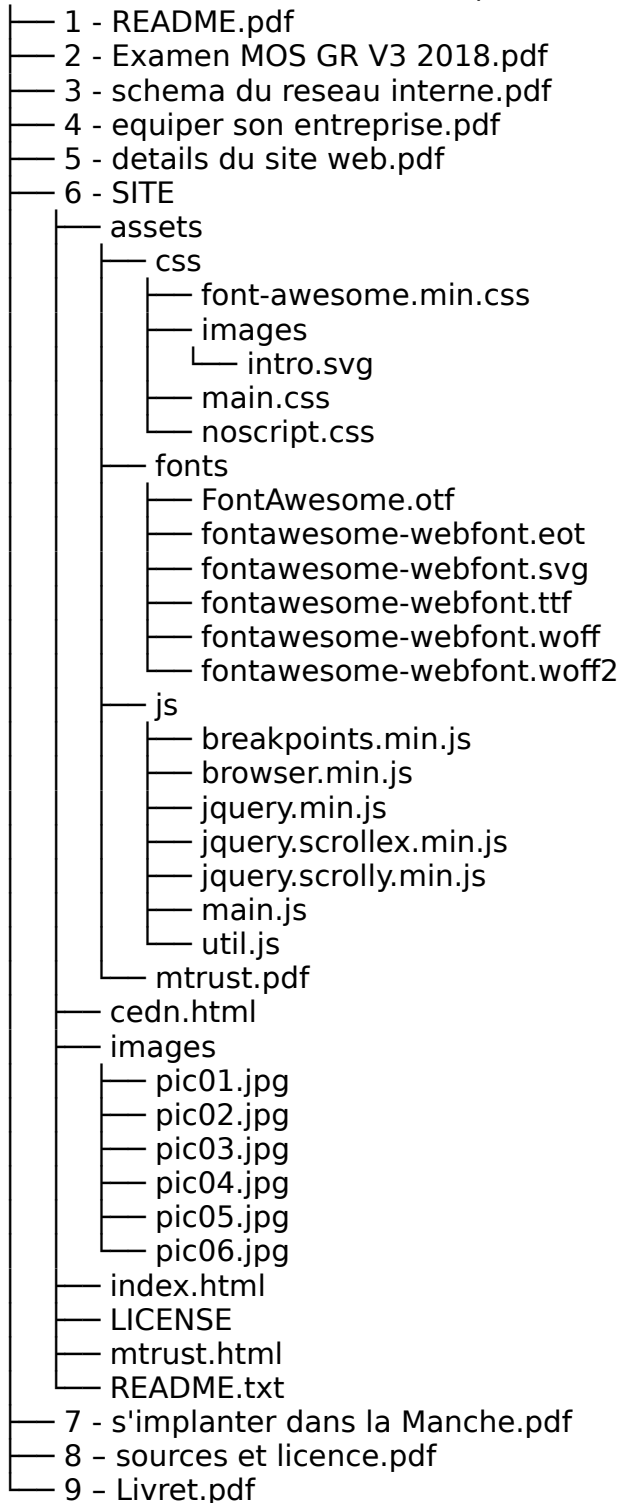 ├── 1 - README.pdf
├── 2 - Examen MOS GR V3 2018.pdf
├── 3 - schema du reseau interne.pdf
├── 4 - equiper son entreprise.pdf
├── 5 - details du site web.pdf
├── 6 - SITE
│   ├── assets
│   │   ├── css
│   │   │   ├── font-awesome.min.css
│   │   │   ├── images
│   │   │   │   └── intro.svg
│   │   │   ├── main.css
│   │   │   └── noscript.css
│   │   ├── fonts
│   │   │   ├── FontAwesome.otf
│   │   │   ├── fontawesome-webfont.eot
│   │   │   ├── fontawesome-webfont.svg
│   │   │   ├── fontawesome-webfont.ttf
│   │   │   ├── fontawesome-webfont.woff
│   │   │   └── fontawesome-webfont.woff2
│   │   ├── js
│   │   │   ├── breakpoints.min.js
│   │   │   ├── browser.min.js
│   │   │   ├── jquery.min.js
│   │   │   ├── jquery.scrollex.min.js
│   │   │   ├── jquery.scrolly.min.js
│   │   │   ├── main.js
│   │   │   └── util.js
│   │   └── mtrust.pdf
│   ├── cedn.html
│   ├── images
│   │   ├── pic01.jpg
│   │   ├── pic02.jpg
│   │   ├── pic03.jpg
│   │   ├── pic04.jpg
│   │   ├── pic05.jpg
│   │   └── pic06.jpg
│   ├── index.html
│   ├── LICENSE
│   ├── mtrust.html
│   └── README.txt
├── 7 - s'implanter dans la Manche.pdf
├── 8 – sources et licence.pdf
└── 9 – Livret.pdf